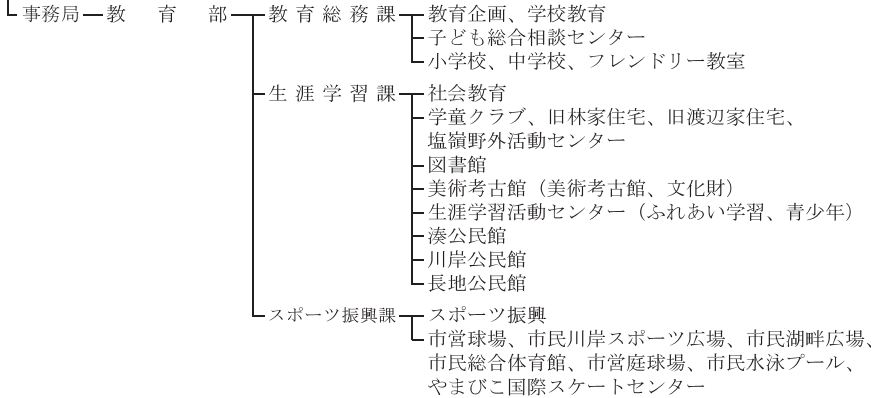 事務局 教育部 教育総務課 教育企画、学校教育
子ども総合相談センター
小学校、中学校、フレンドリー教室
生涯学習課 社会教育
学童クラブ、旧林家住宅、旧渡辺家住宅、
塩嶺野外活動センター
図書館
美術考古館（美術考古館、文化財）
生涯学習活動センター（ふれあい学習、青少年）
湊公民館
川岸公民館
長地公民館
スポーツ振興課 スポーツ振興
市営球場、市民川岸スポーツ広場、市民湖畔広場、
市民総合体育館、市営庭球場、市民水泳プール、
やまびこ国際スケートセンター